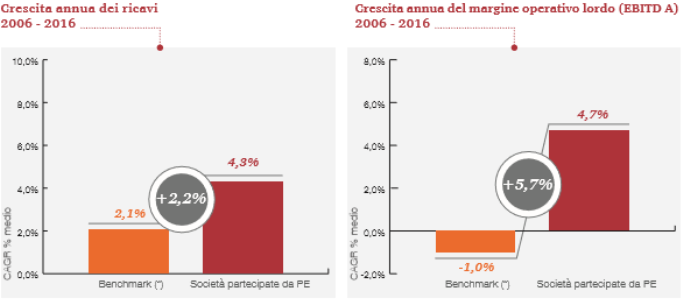 Crescita annua dei ricavi
2006 - 2016
10,0%
8,0%
6,0%
4,0%
2,0%
0,0%
CAGR % medio
2,1%
+2,2%
4,3%
Benchmark (*)
Società partecipate da PE
Crescita annua del margine operativo lordo (EBITD A)
2006 - 2016
8,0%
6,0%
4,0%
2,0%
0,0%
-2,0%
CAGR % medio
-1,0%
+5,7%
4,7%
Benchmark (*)
Società partecipate da PE